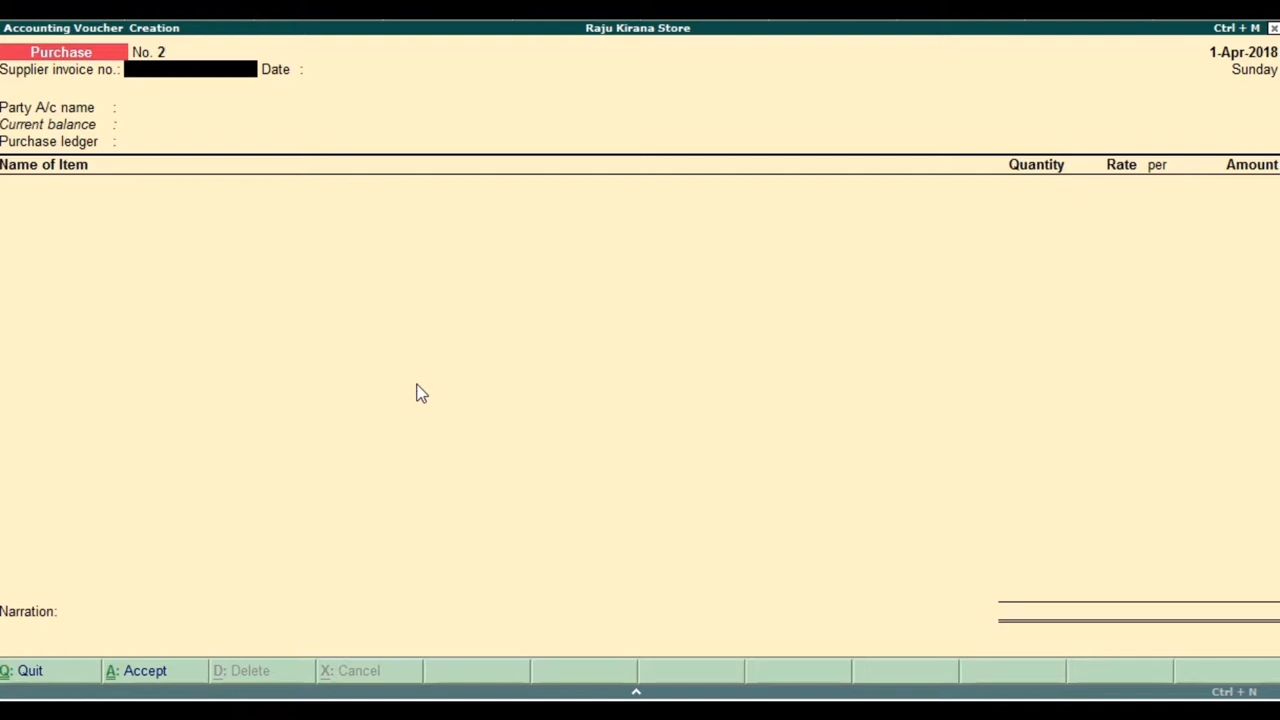 Accounting Voucher Creation Raju Kirana Store Ctrl + M x
Purchase No. 2 1-Apr-2018
Supplier invoice no.: Date : Sunday
Party A/c name :
Current balance :
Purchase ledger :
Name of Item Quantity Rate per Amount
Narration:
Q: Quit A: Accept D: Delete X: Cancel
Ctrl + N